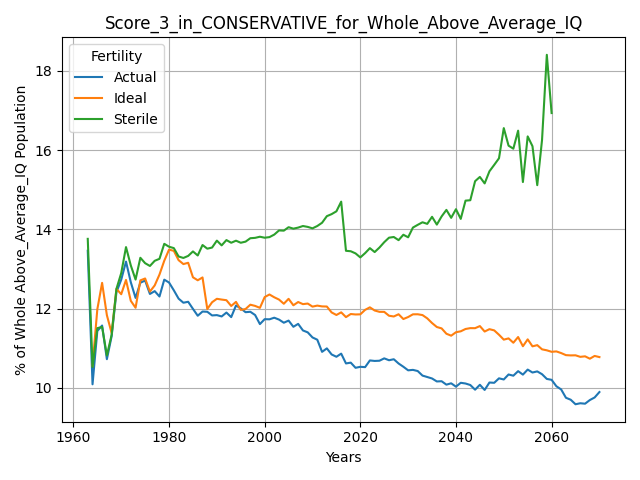 Score_3_in_CONSERVATIVE_for_Whole_Above_Average_IQ
Fertility
Actual
Ideal
Sterile
% of Whole Above_Average_IQ Population
18
16
14
12
10
1960
1980
2000
2020
2040
2060
Years